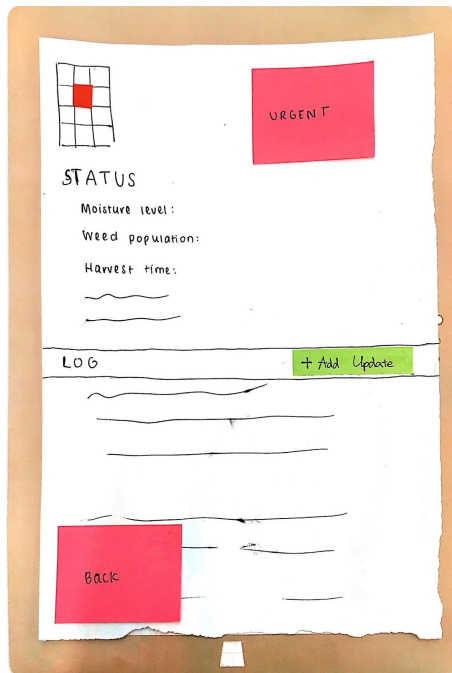 URGENT
STATUS
Moisture level:
Weed population:
Harvest time:
LOG
+ Add Update
BACK